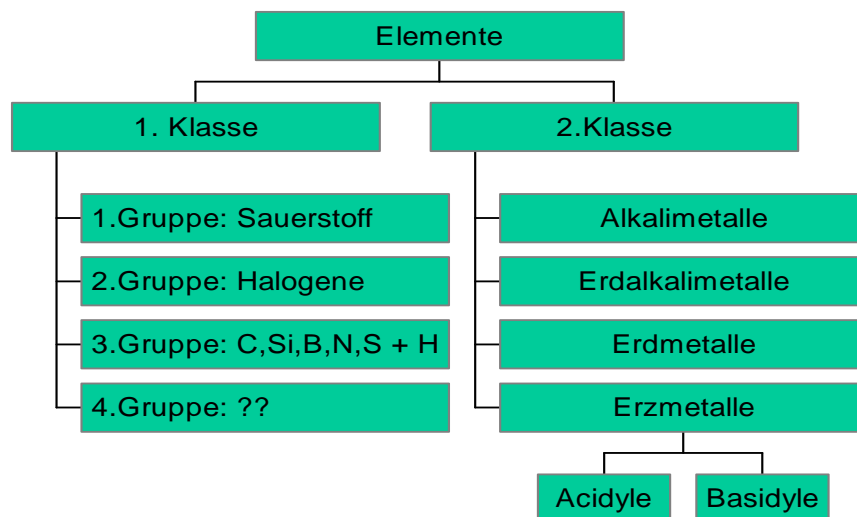 Elemente
1. Klasse
2.Klasse
1.Gruppe: Sauerstoff
2.Gruppe: Halogene
3.Gruppe: C,Si,B,N,S + H
4.Gruppe: ??
Alkalimetalle
Erdalkalimetalle
Erdmetalle
Erzmetalle
Acidyle
Basidyle